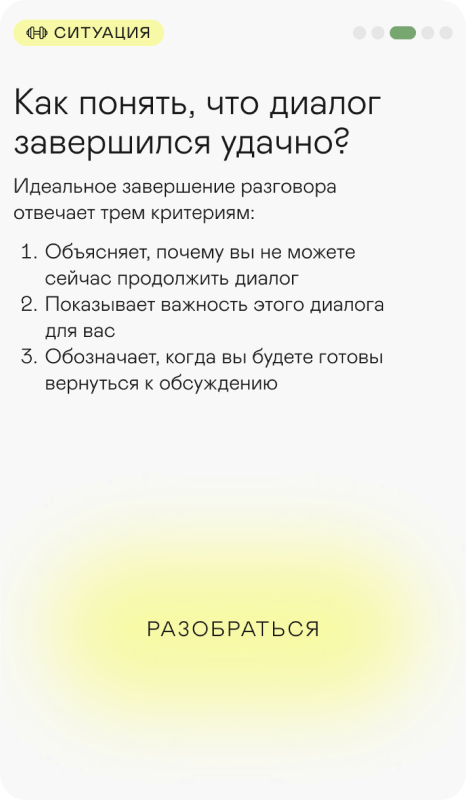 СИТУАЦИЯ
Как понять, что диалог
завершился удачно?
Идеальное завершение разговора
отвечает трем критериям:
1. Объясняет, почему вы не можете
сейчас продолжить диалог
2. Показывает важность этого диалога
для вас
3. Обозначает, когда вы будете готовы
вернуться к обсуждению
РАЗОБРАТЬСЯ